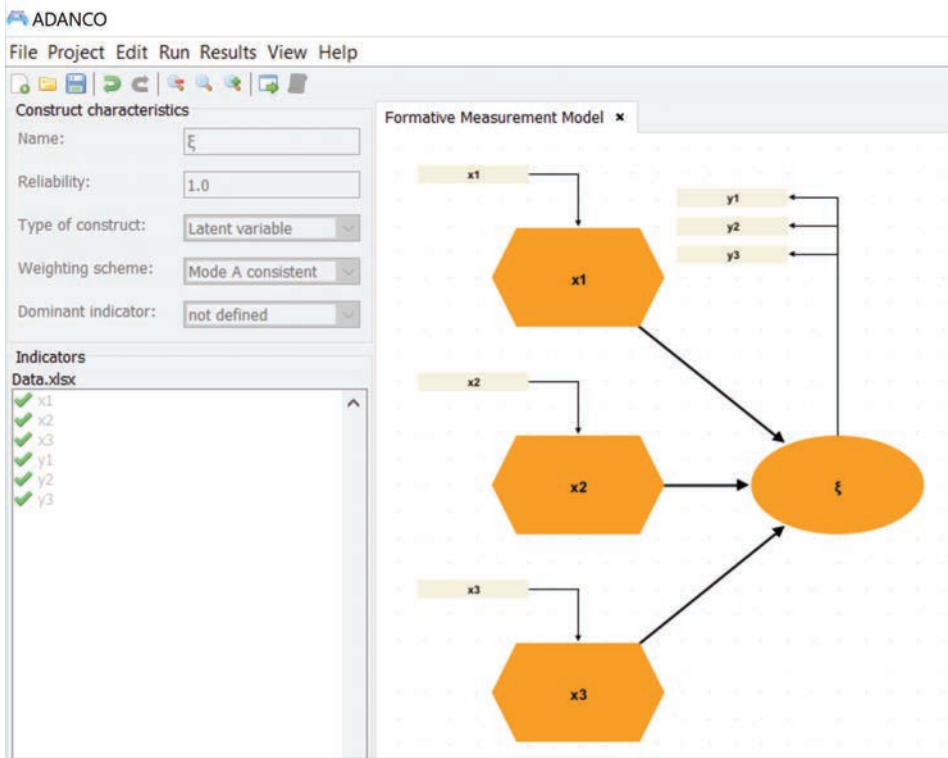 ADANCO
File Project Edit Run Results View Help
Construct characteristics
Name: ξ
Reliability: 1.0
Type of construct: Latent variable
Weighting scheme: Mode A consistent
Dominant indicator: not defined
Indicators
Data.xlsx
x1
x2
x3
y1
y2
y3
Formative Measurement Model ×
x1
y1
y2
y3
x1
x2
x2
ξ
x3
x3